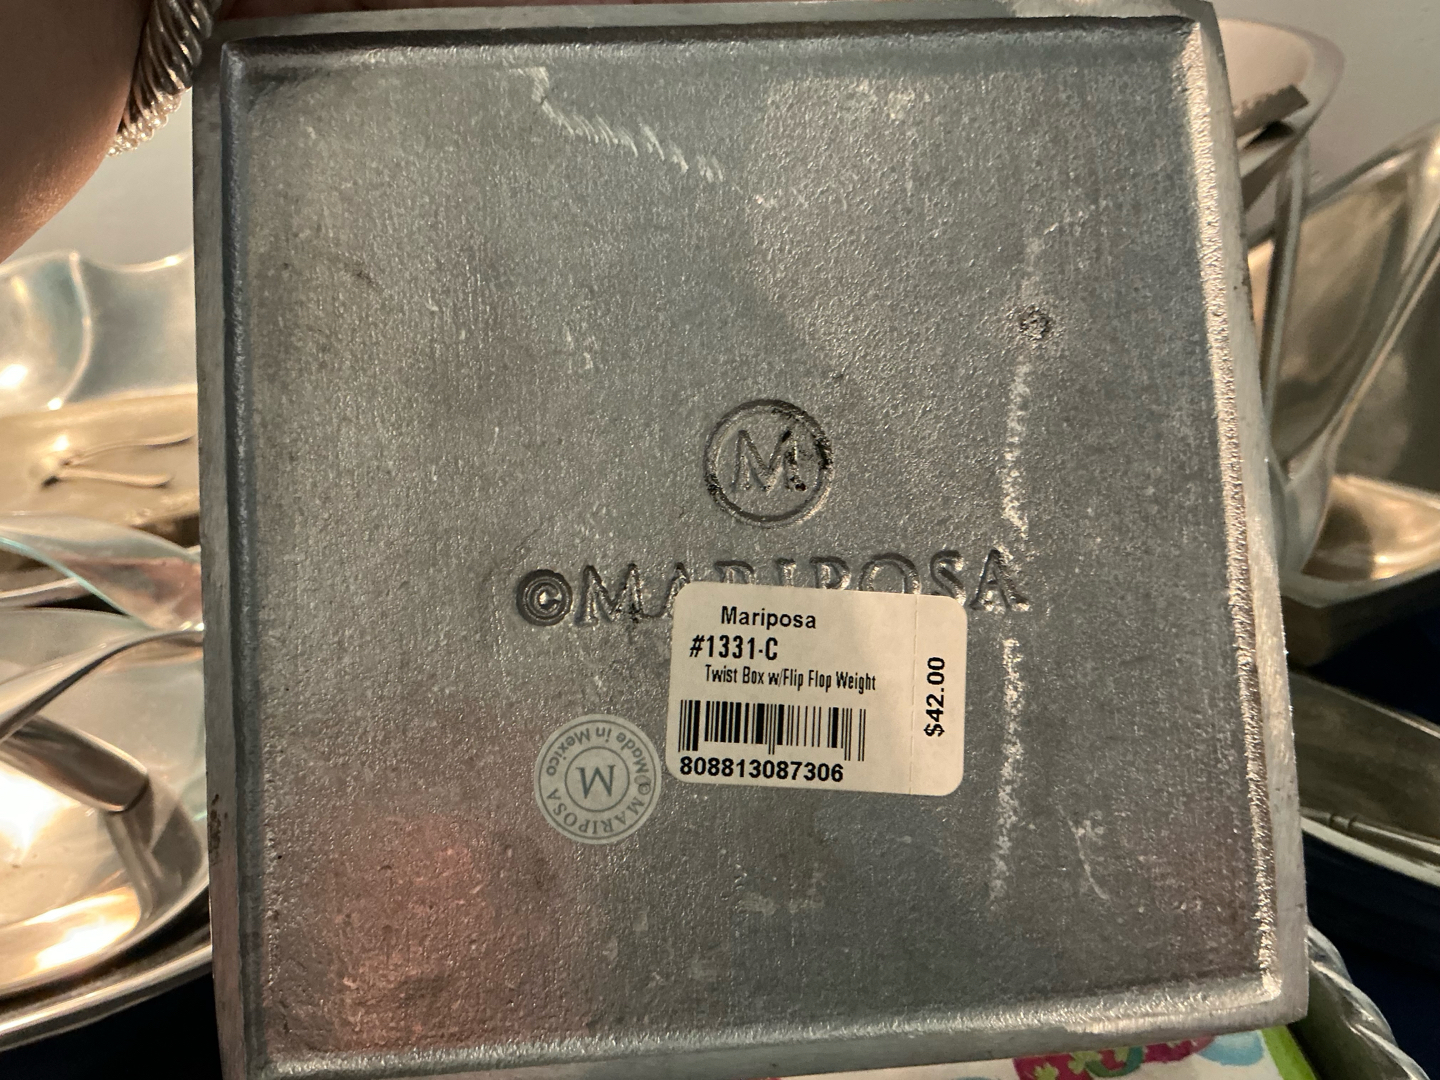 M
©MARIPOSA
Mariposa
#1331-C
Twist Box w/Flip Flop Weight
$42.00
808813087306
M
©MARIPOSA
Made in Mexico